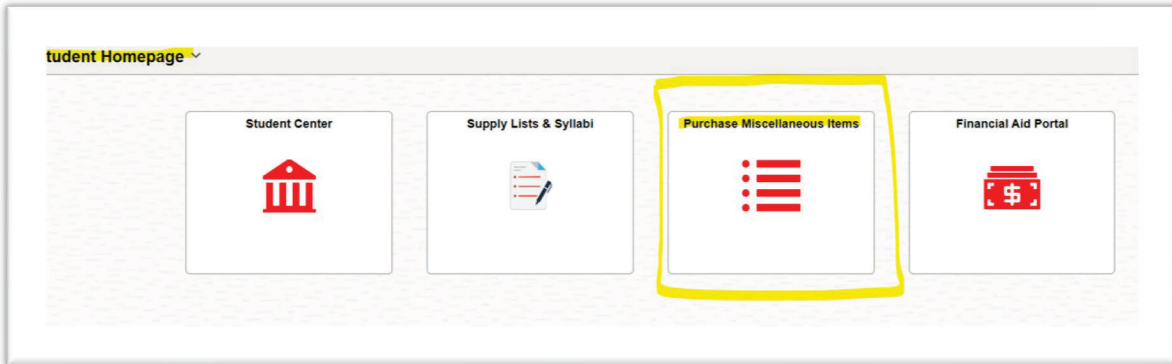 tudent Homepage
Student Center
Supply Lists & Syllabi
Purchase Miscellaneous Items
Financial Aid Portal
$